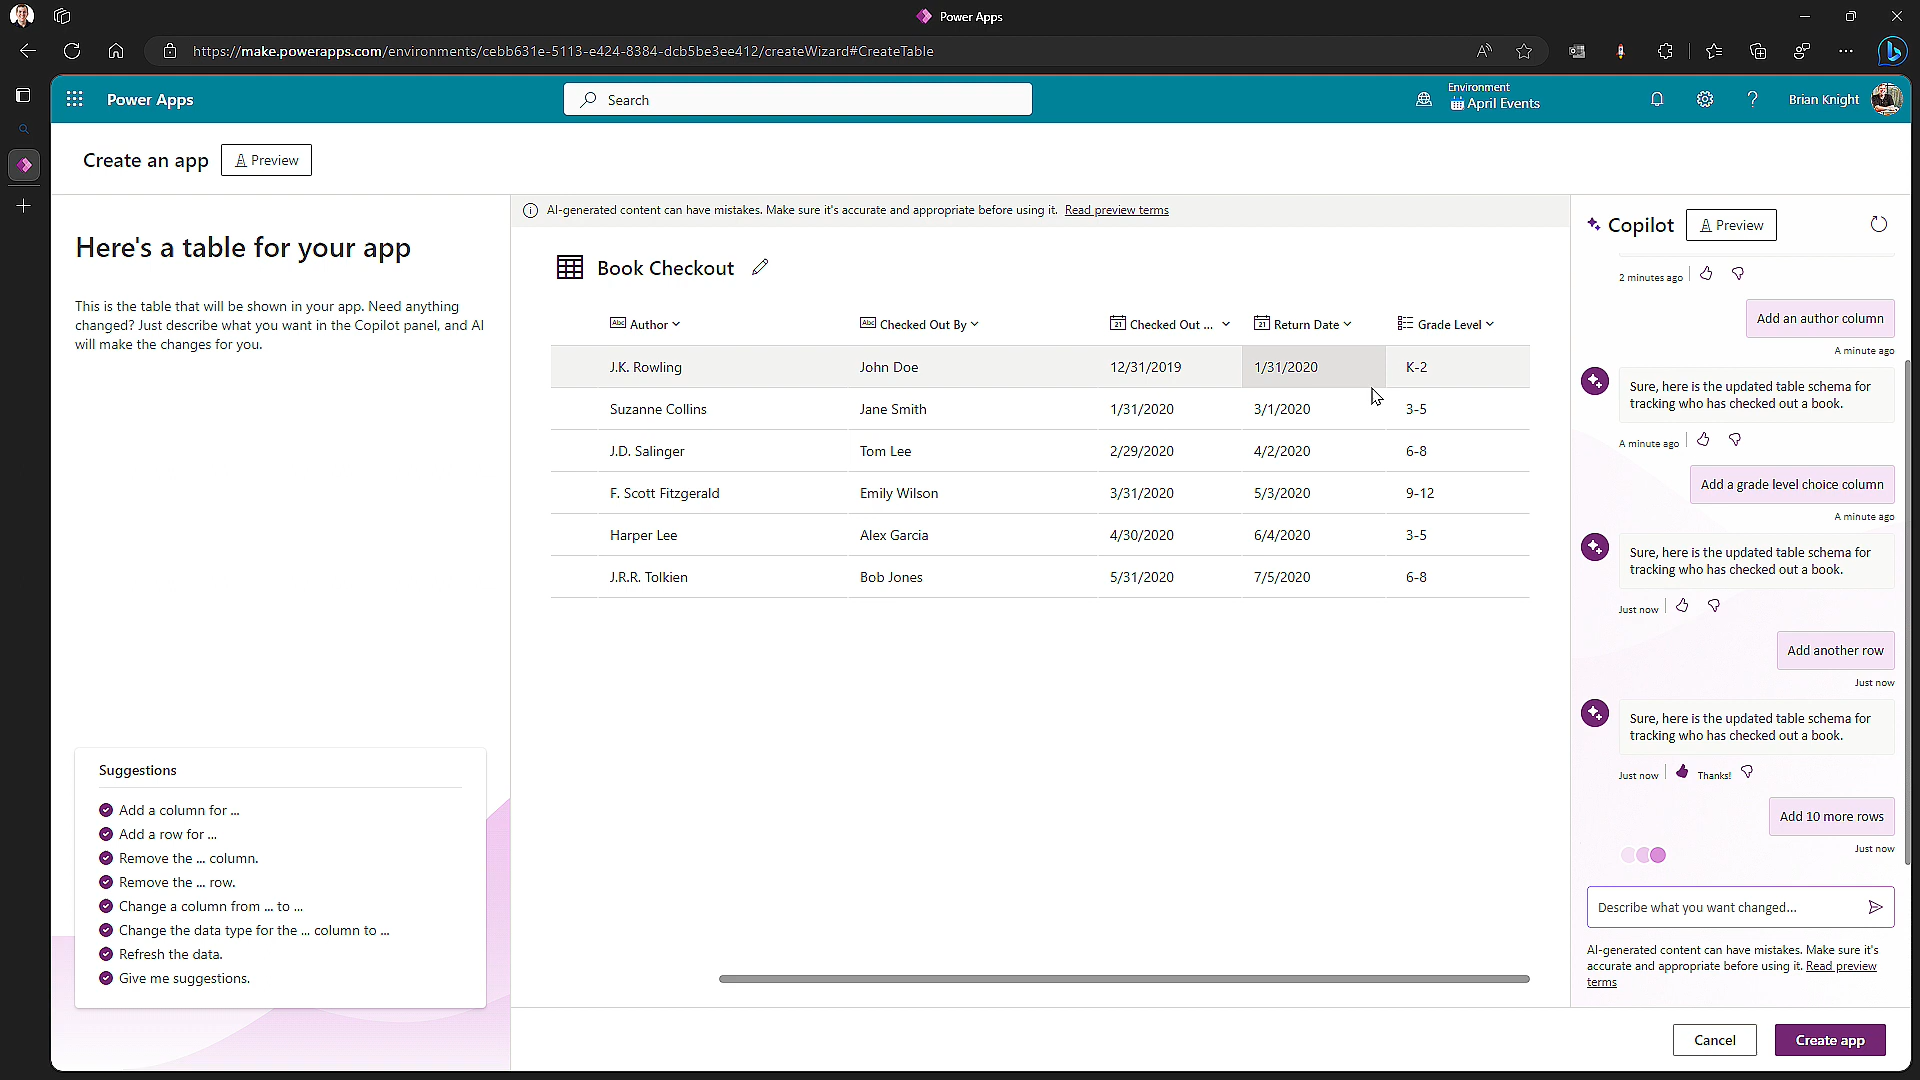 Power Apps
https://make.powerapps.com/environments/cebb631e-5113-e424-8384-dcb5be3ee412/createWizard#CreateTable
Power Apps
Search
Environment
April Events
Brian Knight
Create an app
Preview
Here's a table for your app
This is the table that will be shown in your app. Need anything
changed? Just describe what you want in the Copilot panel, and AI
will make the changes for you.
Suggestions
Add a column for ...
Add a row for ...
Remove the ... column.
Remove the ... row.
Change a column from ... to ...
Change the data type for the ... column to ...
Refresh the data.
Give me suggestions.
AI-generated content can have mistakes. Make sure it's accurate and appropriate before using it. Read preview terms
Book Checkout
Abc Author Abc Checked Out By 21 Checked Out ... 21 Return Date Grade Level
J.K. Rowling John Doe 12/31/2019 1/31/2020 K-2
Suzanne Collins Jane Smith 1/31/2020 3/1/2020 3-5
J.D. Salinger Tom Lee 2/29/2020 4/2/2020 6-8
F. Scott Fitzgerald Emily Wilson 3/31/2020 5/3/2020 9-12
Harper Lee Alex Garcia 4/30/2020 6/4/2020 3-5
J.R.R. Tolkien Bob Jones 5/31/2020 7/5/2020 6-8
Copilot
Preview
2 minutes ago
Add an author column
A minute ago
Sure, here is the updated table schema for
tracking who has checked out a book.
A minute ago
Add a grade level choice column
A minute ago
Sure, here is the updated table schema for
tracking who has checked out a book.
Just now
Add another row
Just now
Sure, here is the updated table schema for
tracking who has checked out a book.
Just now Thanks!
Add 10 more rows
Just now
Describe what you want changed...
AI-generated content can have mistakes. Make sure it's
accurate and appropriate before using it. Read preview
terms
Cancel
Create app